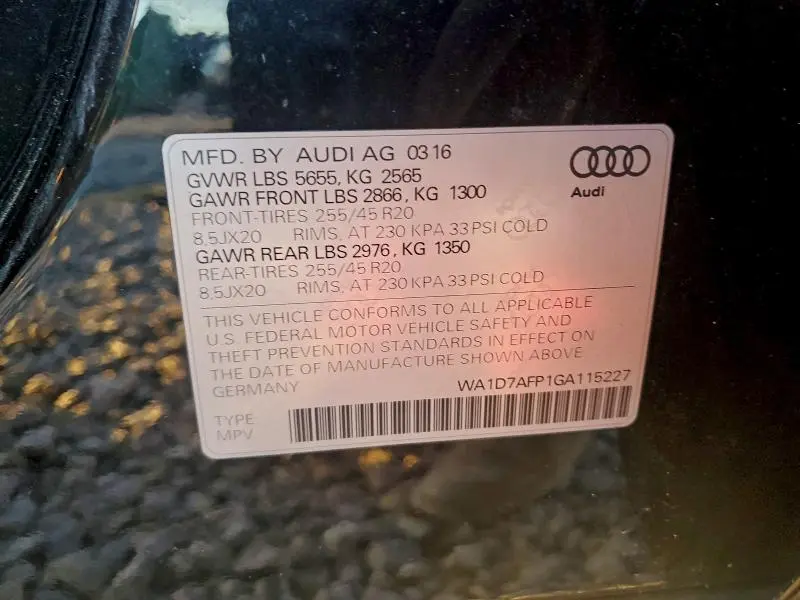 MFD. BY AUDI AG 03 16
GVWR LBS 5655, KG 2565
GAWR FRONT LBS 2866, KG 1300
FRONT-TIRES 255/45 R20
8,5JX20 RIMS, AT 230 KPA 33 PSI COLD
GAWR REAR LBS 2976, KG 1350
REAR-TIRES 255/45 R20
8,5JX20 RIMS, AT 230 KPA 33 PSI COLD
Audi
THIS VEHICLE CONFORMS TO ALL APPLICABLE
U.S. FEDERAL MOTOR VEHICLE SAFETY AND
THEFT PREVENTION STANDARDS IN EFFECT ON
THE DATE OF MANUFACTURE SHOWN ABOVE
GERMANY WA1D7AFP1GA115227
TYPE
MPV